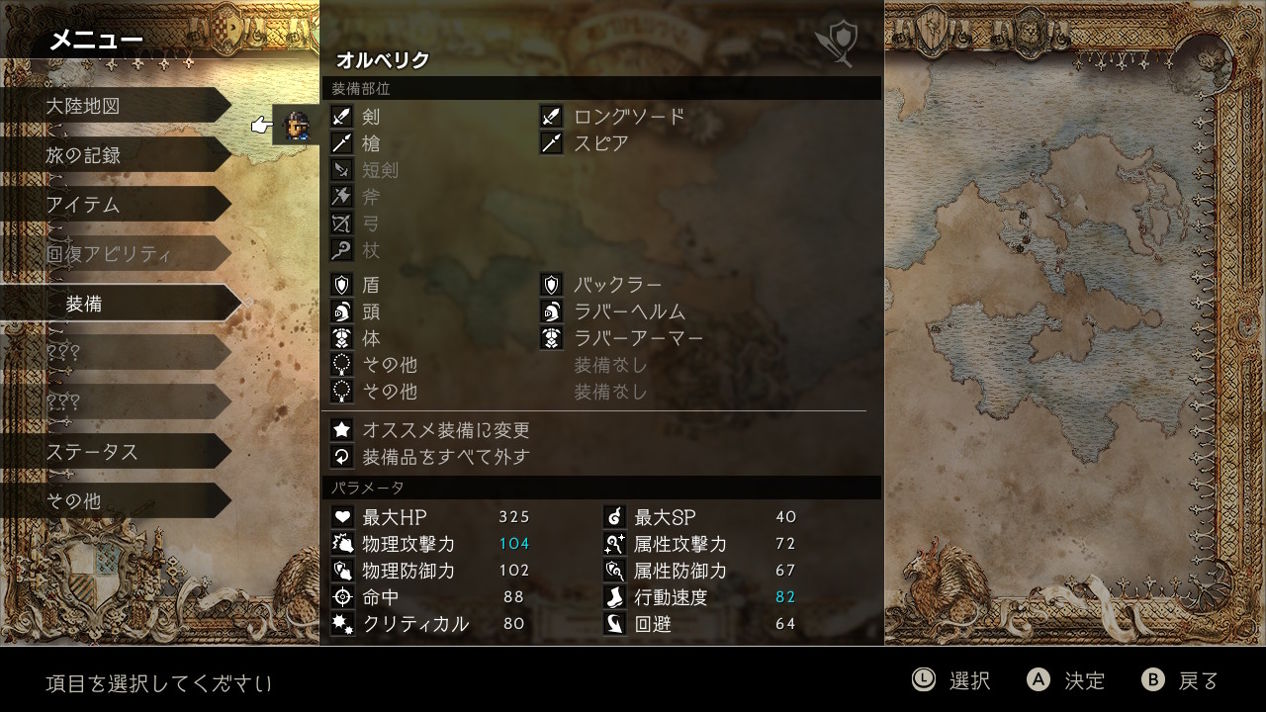 メニュー
大陸地図
旅の記録
アイテム
回復アビリティ
装備
???
???
ステータス
その他
オルベリク
装備部位
剣 ロングソード
槍 スピア
短剣
斧
弓
杖
盾 バックラー
頭 ラバーヘルム
体 ラバーアーマー
その他 装備なし
その他 装備なし
オススメ装備に変更
装備品をすべて外す
パラメータ
最大HP 325 最大SP 40
物理攻撃力 104 属性攻撃力 72
物理防御力 102 属性防御力 67
命中 88 行動速度 82
クリティカル 80 回避 64
項目を選択してください
L 選択 A 決定 B 戻る